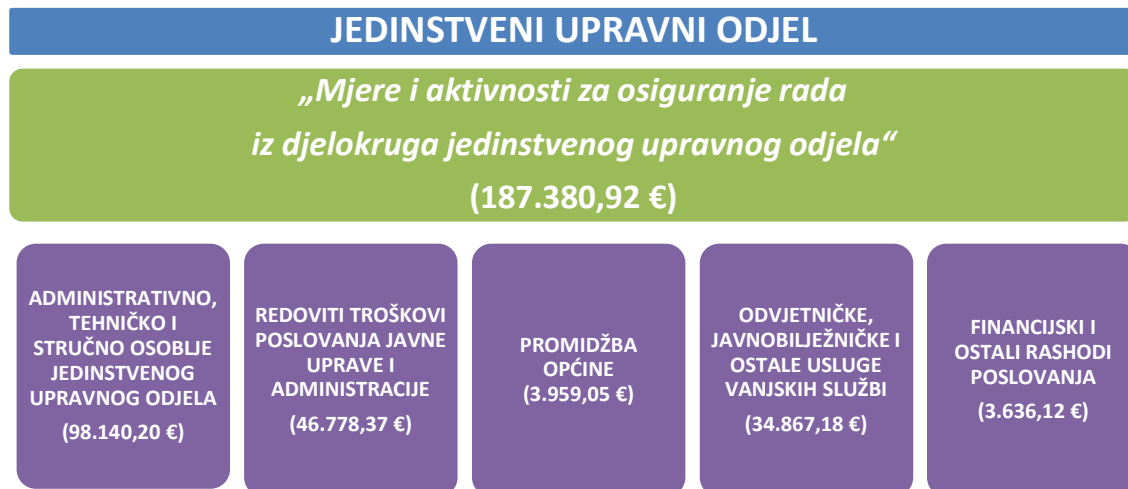 JEDINSTVENI UPRAVNI ODJEL
„Mjere i aktivnosti za osiguranje rada
iz djelokruga jedinstvenog upravnog odjela“
(187.380,92 €)
ADMINISTRATIVNO,
TEHNIČKO I
STRUČNO OSOBLJE
JEDINSTVENOG
UPRAVNOG ODJELA
(98.140,20 €)
REDOVITI TROŠKOVI
POSLOVANJA JAVNE
UPRAVE I
ADMINISTRACIJE
(46.778,37 €)
PROMIDŽBA
OPĆINE
(3.959,05 €)
ODVJETNIČKE,
JAVNOBILJEŽNIČKE I
OSTALE USLUGE
VANJSKIH SLUŽBI
(34.867,18 €)
FINANCIJSKI I
OSTALI RASHODI
POSLOVANJA
(3.636,12 €)